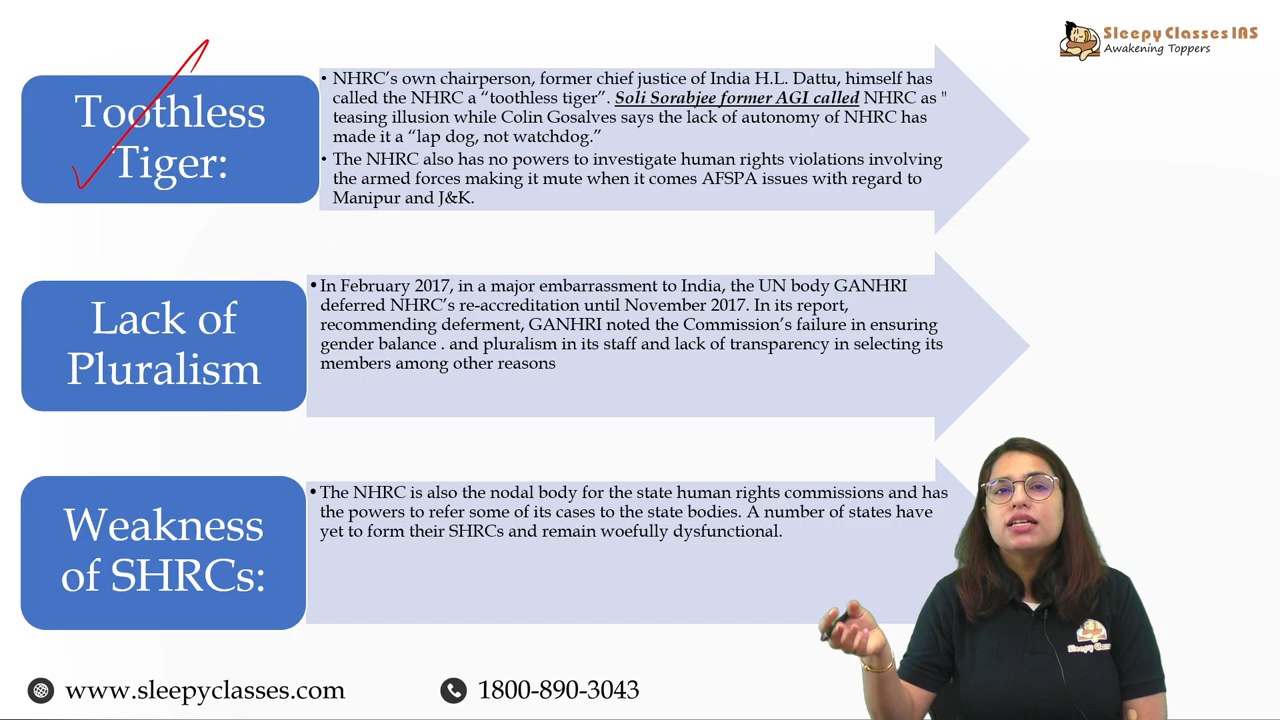 Sleepy Classes IAS
Awakening Toppers
Toothless
Tiger:
• NHRC’s own chairperson, former chief justice of India H.L. Dattu, himself has
called the NHRC a “toothless tiger”. Soli Sorabjee former AGI called NHRC as "
teasing illusion while Colin Gosalves says the lack of autonomy of NHRC has
made it a “lap dog, not watchdog.”
• The NHRC also has no powers to investigate human rights violations involving
the armed forces making it mute when it comes AFSPA issues with regard to
Manipur and J&K.
Lack of
Pluralism
• In February 2017, in a major embarrassment to India, the UN body GANHRI
deferred NHRC’s re-accreditation until November 2017. In its report,
recommending deferment, GANHRI noted the Commission’s failure in ensuring
gender balance . and pluralism in its staff and lack of transparency in selecting its
members among other reasons
Weakness
of SHRCs:
• The NHRC is also the nodal body for the state human rights commissions and has
the powers to refer some of its cases to the state bodies. A number of states have
yet to form their SHRCs and remain woefully dysfunctional.
www.sleepyclasses.com
1800-890-3043